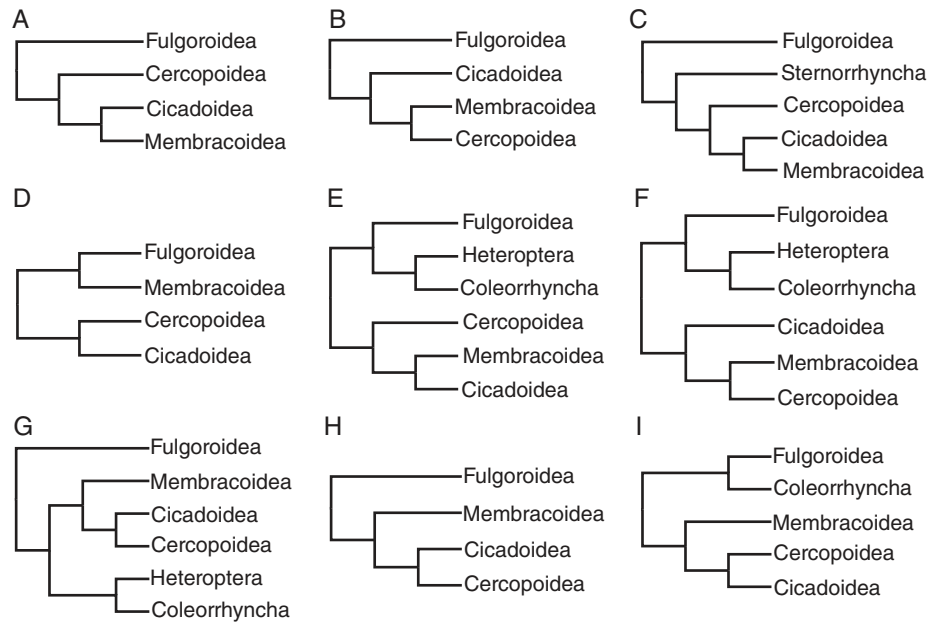 A
Fulgoroidea
Cercopoidea
Cicadoidea
Membracoidea
B
Fulgoroidea
Cicadoidea
Membracoidea
Cercopoidea
C
Fulgoroidea
Sternorrhyncha
Cercopoidea
Cicadoidea
Membracoidea
D
Fulgoroidea
Membracoidea
Cercopoidea
Cicadoidea
E
Fulgoroidea
Heteroptera
Coleorrhyncha
Cercopoidea
Membracoidea
Cicadoidea
F
Fulgoroidea
Heteroptera
Coleorrhyncha
Cicadoidea
Membracoidea
Cercopoidea
G
Fulgoroidea
Membracoidea
Cicadoidea
Cercopoidea
Heteroptera
Coleorrhyncha
H
Fulgoroidea
Membracoidea
Cicadoidea
Cercopoidea
I
Fulgoroidea
Coleorrhyncha
Membracoidea
Cercopoidea
Cicadoidea